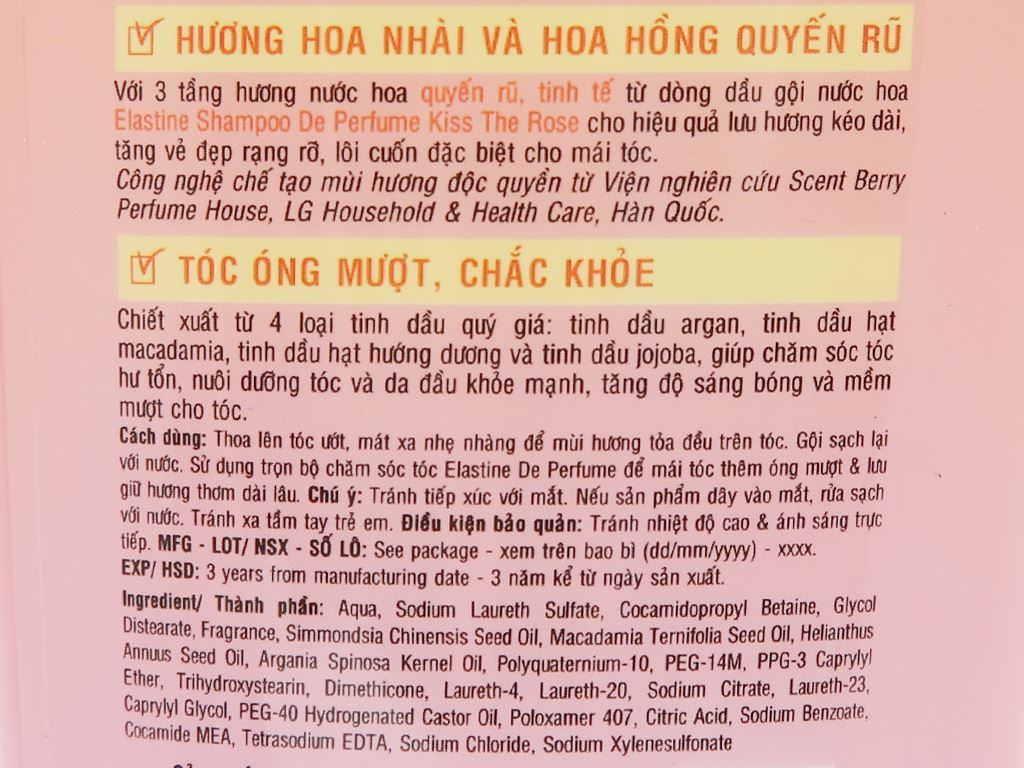 HƯƠNG HOA NHÀI VÀ HOA HỒNG QUYẾN RŨ
Với 3 tầng hương nước hoa quyến rũ, tinh tế từ dòng dầu gội nước hoa
Elastine Shampoo De Perfume Kiss The Rose cho hiệu quả lưu hương kéo dài,
tăng vẻ đẹp rạng rỡ, lôi cuốn đặc biệt cho mái tóc.
Công nghệ chế tạo mùi hương độc quyền từ Viện nghiên cứu Scent Berry
Perfume House, LG Household & Health Care, Hàn Quốc.
TÓC ÓNG MƯỢT, CHẮC KHỎE
Chiết xuất từ 4 loại tinh dầu quý giá: tinh dầu argan, tinh dầu hạt
macadamia, tinh dầu hạt hướng dương và tinh dầu jojoba, giúp chăm sóc tóc
hư tổn, nuôi dưỡng tóc và da đầu khỏe mạnh, tăng độ sáng bóng và mềm
mượt cho tóc.
Cách dùng: Thoa lên tóc ướt, mát xa nhẹ nhàng để mùi hương tỏa đều trên tóc. Gội sạch lại
với nước. Sử dụng trọn bộ chăm sóc tóc Elastine De Perfume để mái tóc thêm óng mượt & lưu
giữ hương thơm dài lâu. Chú ý: Tránh tiếp xúc với mắt. Nếu sản phẩm dây vào mắt, rửa sạch
với nước. Tránh xa tầm tay trẻ em. Điều kiện bảo quản: Tránh nhiệt độ cao & ánh sáng trực
tiếp. MFG - LOT/ NSX - SỐ LÔ: See package - xem trên bao bì (dd/mm/yyyy) - xxxx.
EXP/ HSD: 3 years from manufacturing date - 3 năm kể từ ngày sản xuất.
Ingredient/ Thành phần: Aqua, Sodium Laureth Sulfate, Cocamidopropyl Betaine, Glycol
Distearate, Fragrance, Simmondsia Chinensis Seed Oil, Macadamia Ternifolia Seed Oil, Helianthus
Annuus Seed Oil, Argania Spinosa Kernel Oil, Polyquaternium-10, PEG-14M, PPG-3 Caprylyl
Ether, Trihydroxystearin, Dimethicone, Laureth-4, Laureth-20, Sodium Citrate, Laureth-23,
Caprylyl Glycol, PEG-40 Hydrogenated Castor Oil, Poloxamer 407, Citric Acid, Sodium Benzoate,
Cocamide MEA, Tetrasodium EDTA, Sodium Chloride, Sodium Xylenesulfonate